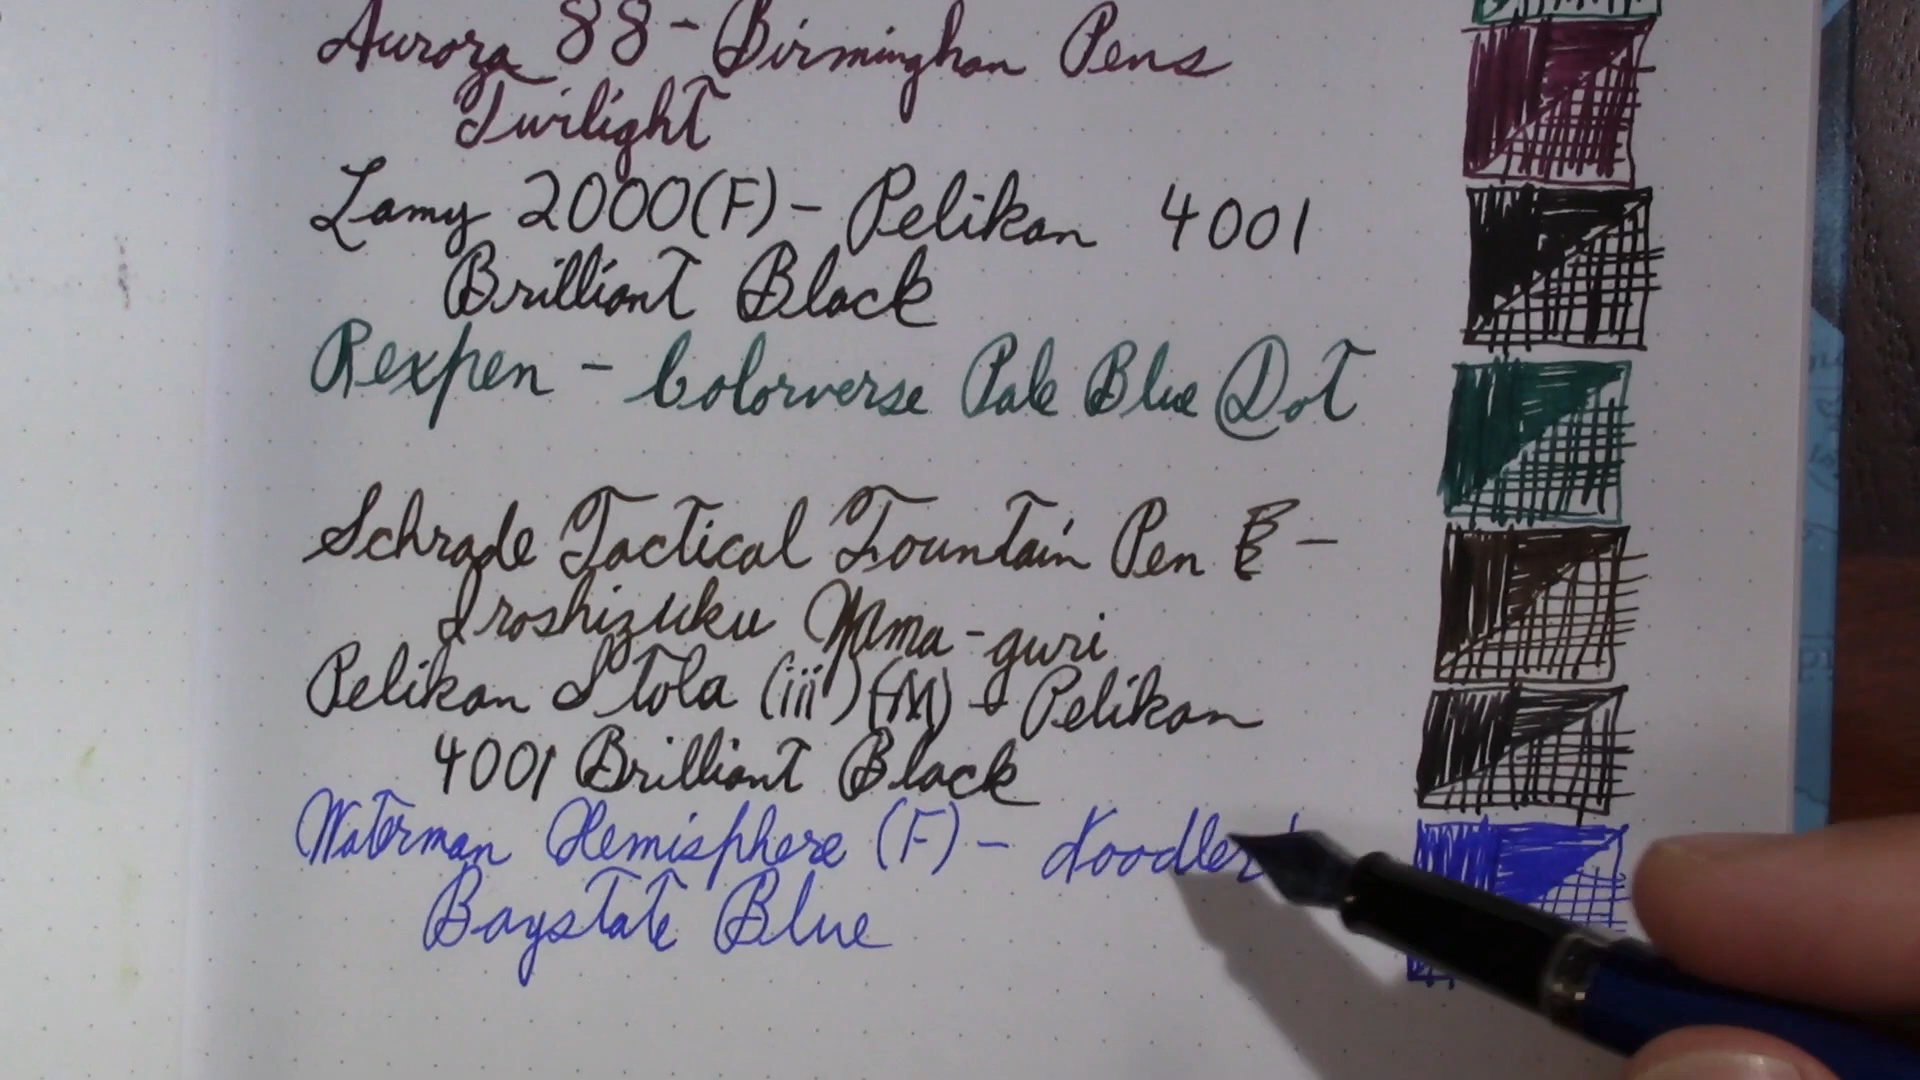 Aurora 88 - Birmingham Pens
Twilight
Lamy 2000 (F) - Pelikan 4001
Brilliant Black
Rexpen - Colorverse Pale Blue Dot
Schrade Tactical Fountain Pen -
Iroshizuku Yama-guri
Pelikan Stola (iii) (M) - Pelikan
4001 Brilliant Black
Waterman Hemisphere (F) - Noodler'
Baystate Blue